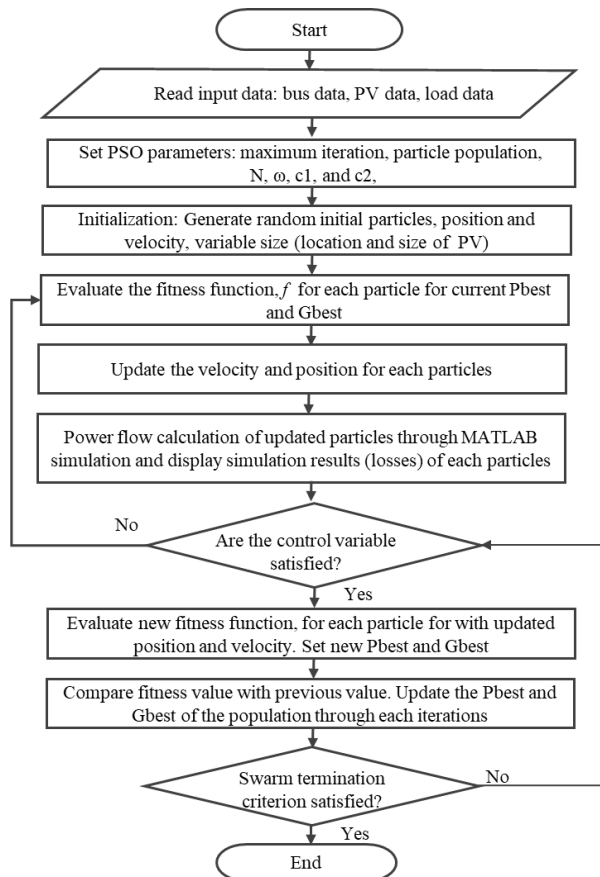 Start
Read input data: bus data, PV data, load data
Set PSO parameters: maximum iteration, particle population,
N, ω, c1, and c2,
Initialization: Generate random initial particles, position and
velocity, variable size (location and size of PV)
Evaluate the fitness function, f for each particle for current Pbest
and Gbest
Update the velocity and position for each particles
Power flow calculation of updated particles through MATLAB
simulation and display simulation results (losses) of each particles
No
Are the control variable
satisfied?
Yes
Evaluate new fitness function, for each particle for with updated
position and velocity. Set new Pbest and Gbest
Compare fitness value with previous value. Update the Pbest and
Gbest of the population through each iterations
Swarm termination
criterion satisfied?
No
Yes
End